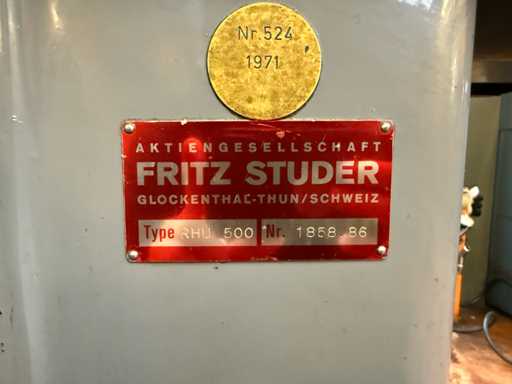 Nr.524
1971
AKTIENGESELLSCHAFT
FRITZ STUDER
GLOCKENTHAL-THUN/SCHWEIZ
Type RHU 500 Nr. 1858.86